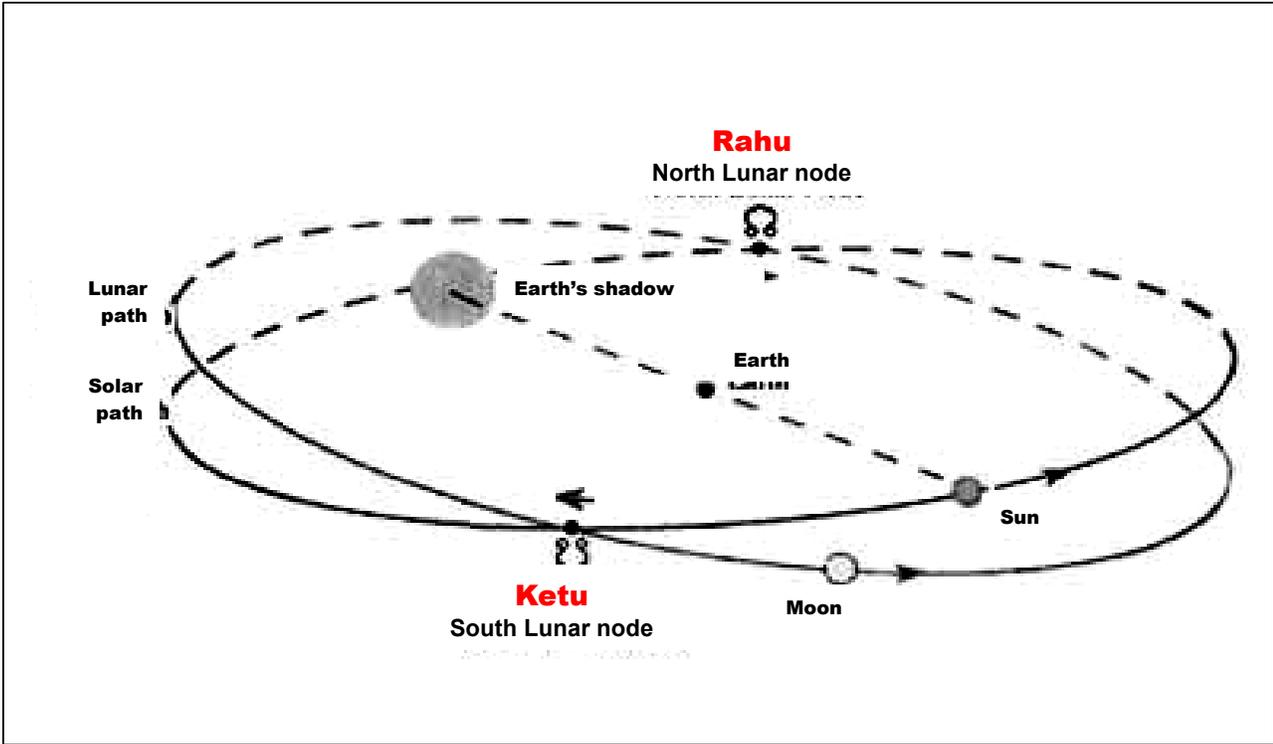 Rahu
North Lunar node
Lunar
path
Earth's shadow
Earth
Solar
path
Sun
Ketu
South Lunar node
Moon